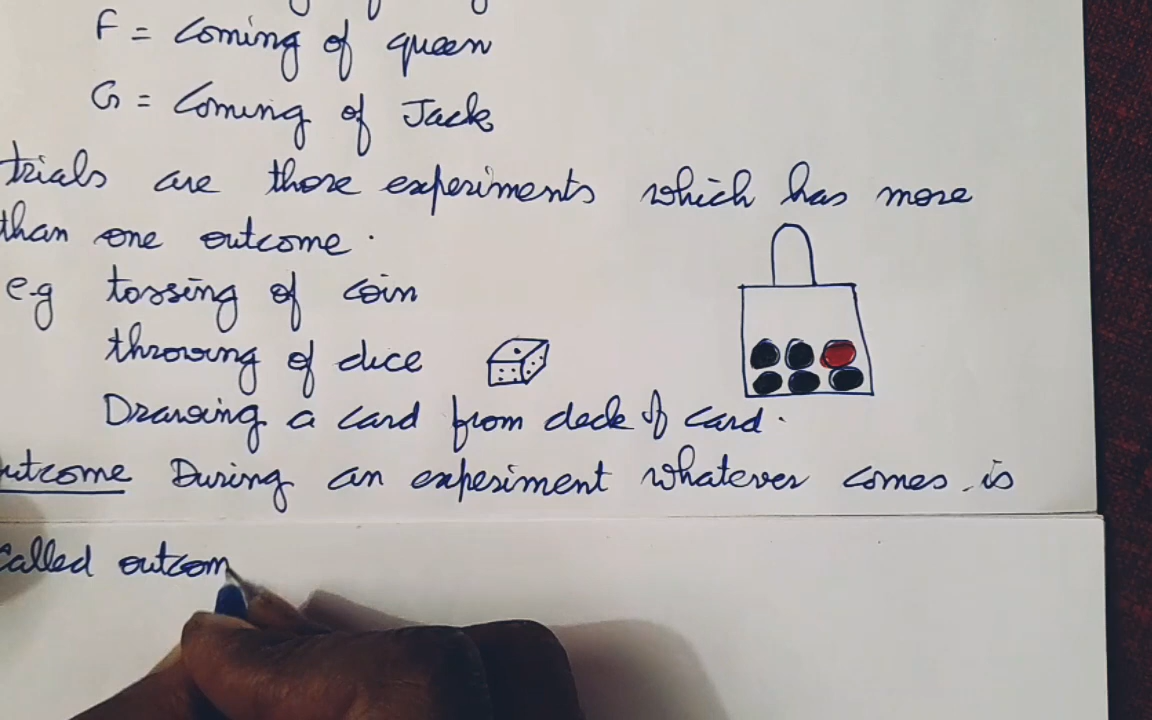 F = Coming of queen
G = Coming of Jack
trials are those experiments which has more
than one outcome.
e.g tossing of coin
throwing of dice
Drawing a card from deck of card.
utcome During an experiment whatever comes is
called outcom